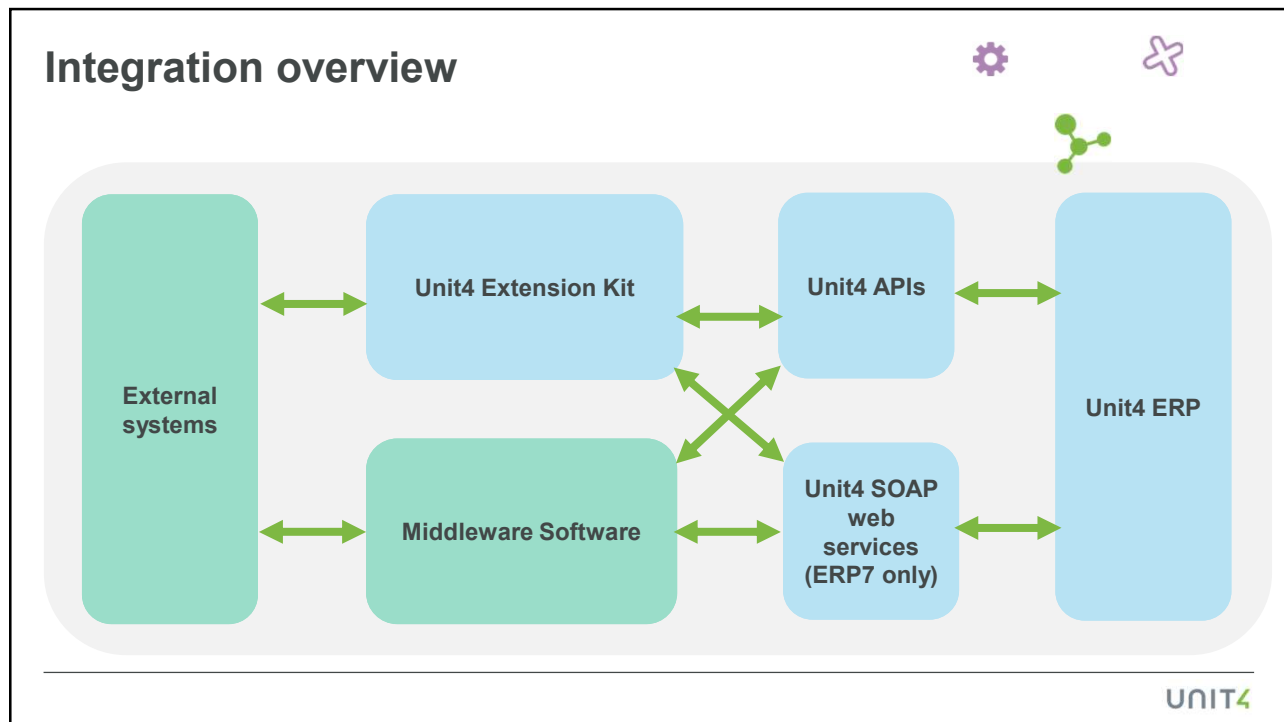 Integration overview
Unit4 Extension Kit
Unit4 APIs
External
systems
Unit4 ERP
Middleware Software
Unit4 SOAP
web
services
(ERP7 only)
UNIT4